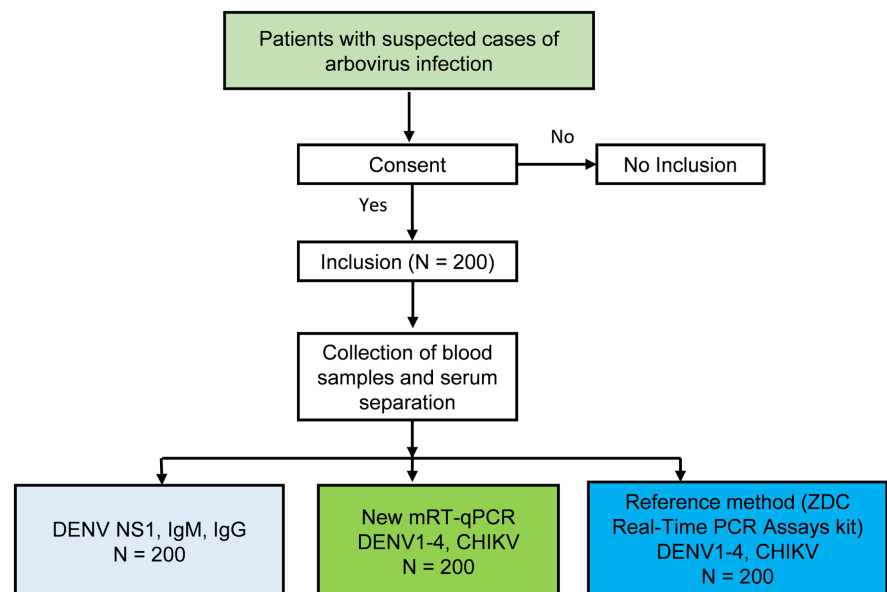 Patients with suspected cases of
arbovirus infection
No
Consent
No Inclusion
Yes
Inclusion (N = 200)
Collection of blood
samples and serum
separation
DENV NS1, IgM, IgG
N = 200
New mRT-qPCR
DENV1-4, CHIKV
N = 200
Reference method (ZDC
Real-Time PCR Assays kit)
DENV1-4, CHIKV
N = 200